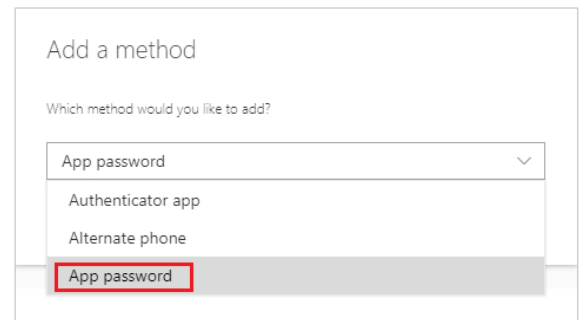 Add a method
Which method would you like to add?
App password
Authenticator app
Alternate phone
App password